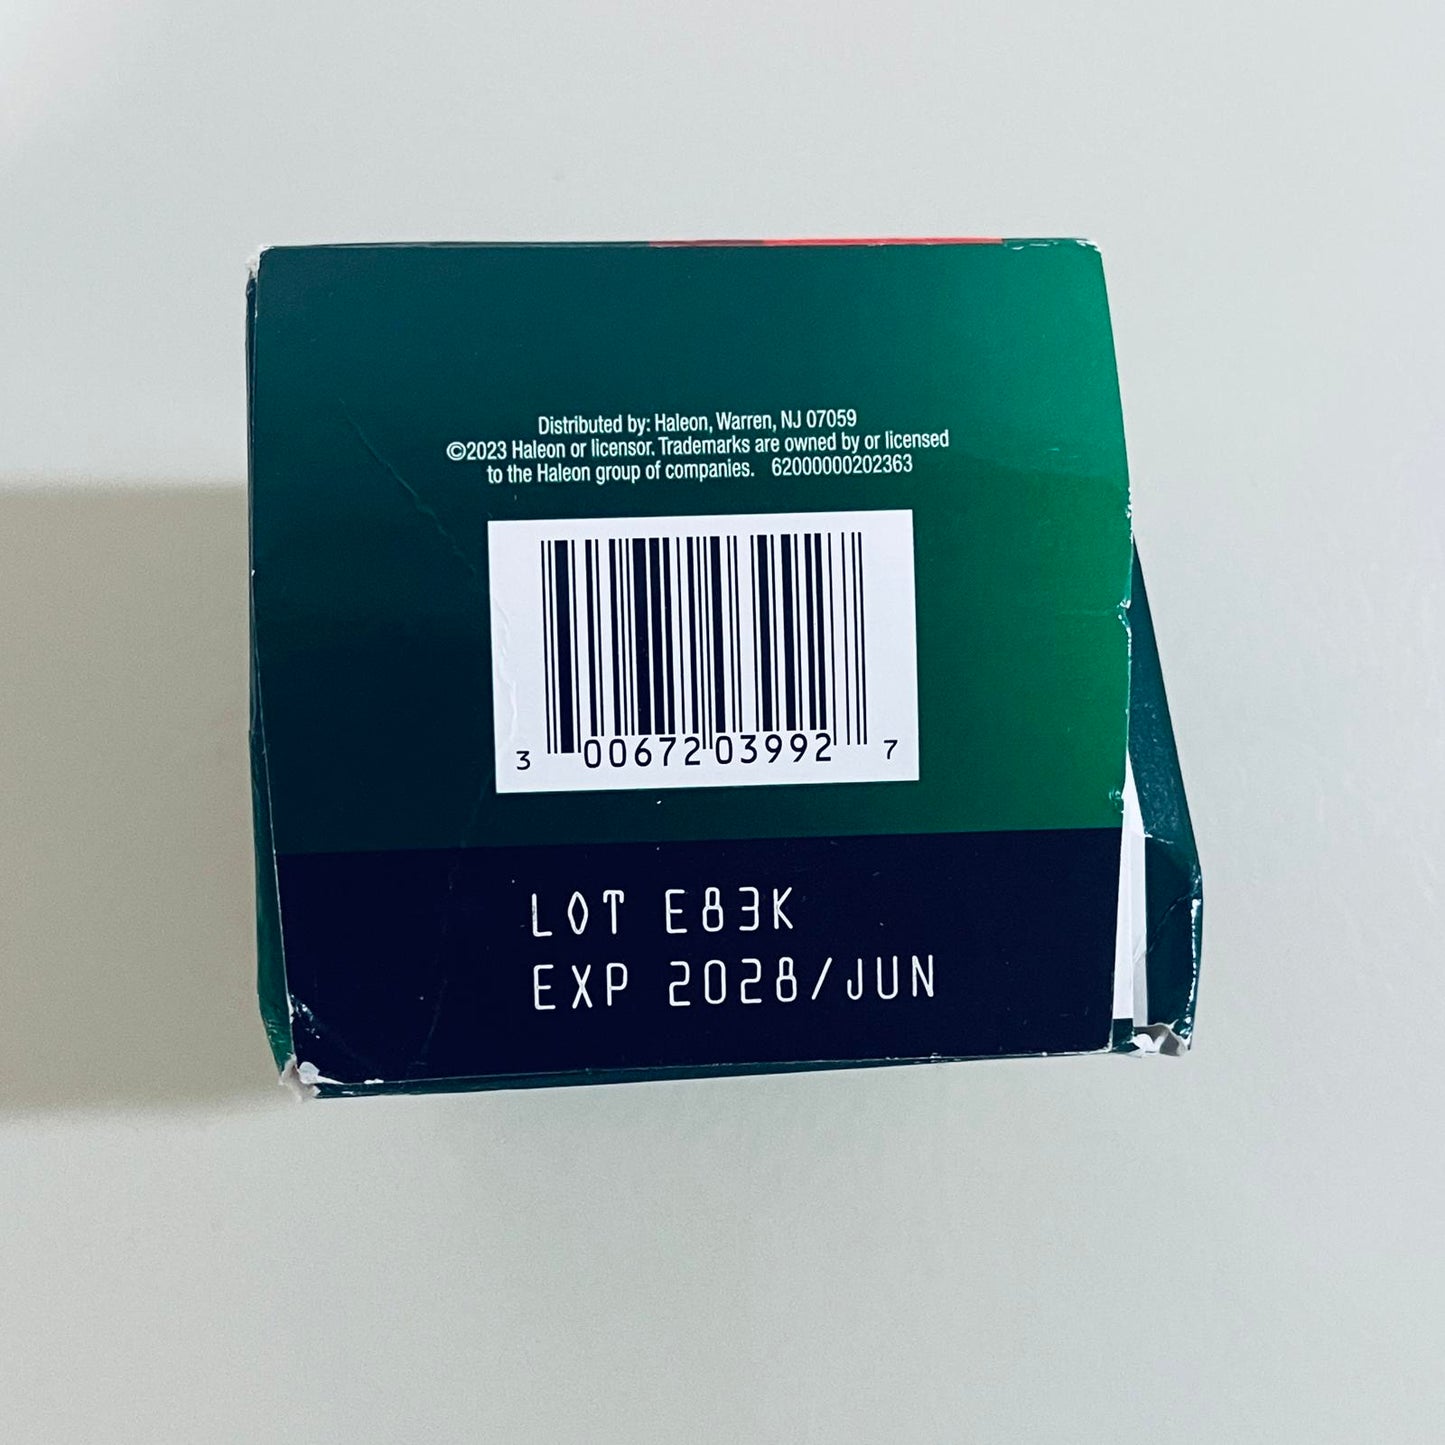 Distributed by: Haleon, Warren, NJ 07059
©2023 Haleon or licensor. Trademarks are owned by or licensed
to the Haleon group of companies. 62000000202363
3 00672 03992 7
LOT E83K
EXP 2028/JUN